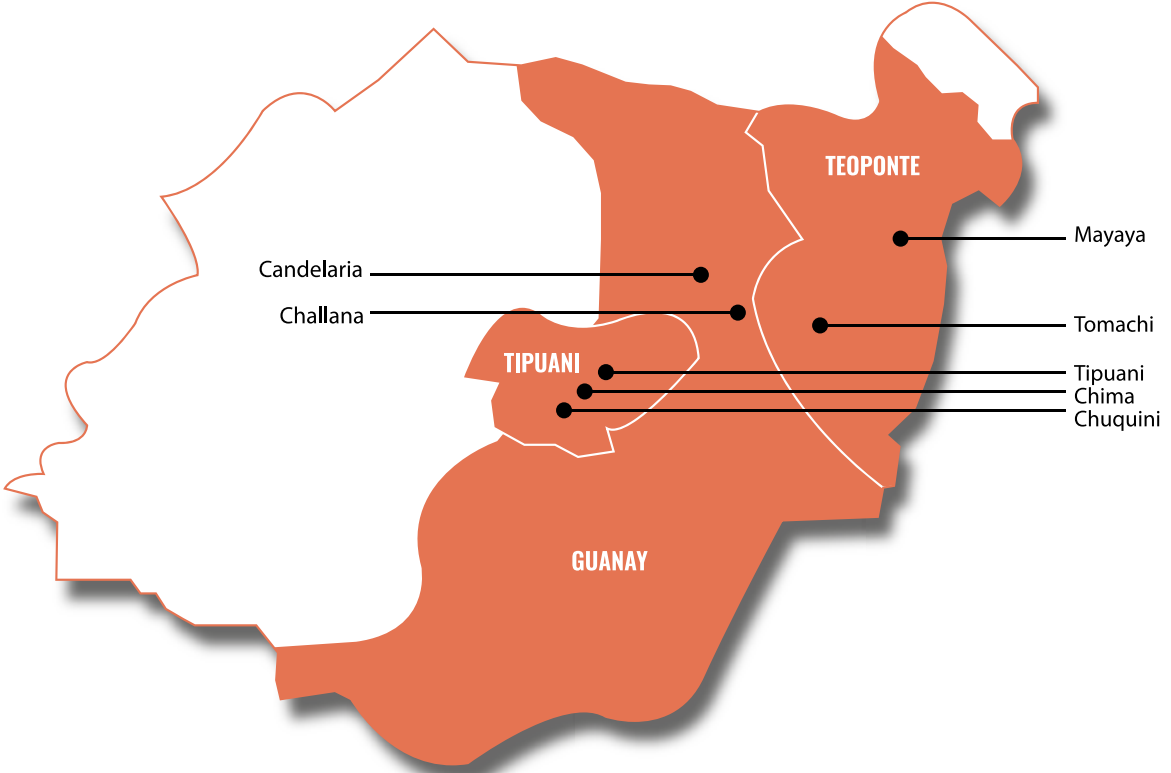 TEOPONTE
Mayaya
Candelaria
Challana
Tomachi
TIPUANI
Tipuani
Chima
Chuquini
GUANAY